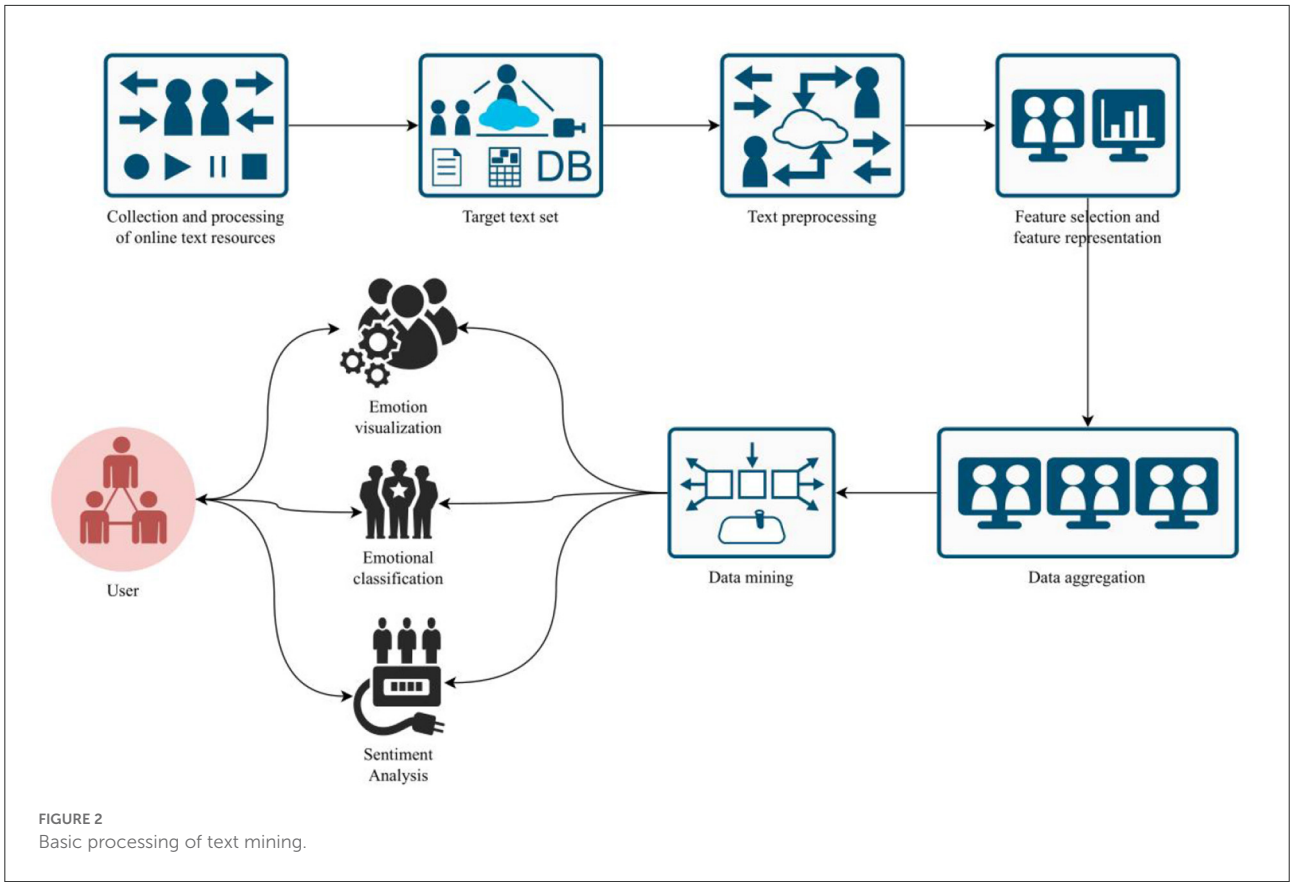 DB
Collection and processing
of online text resources
Target text set
Text preprocessing
Feature selection and
feature representation
Emotion
visualization
Emotional
classification
User
Data mining
Data aggregation
Sentiment
Analysis
FIGURE 2
Basic processing of text mining.